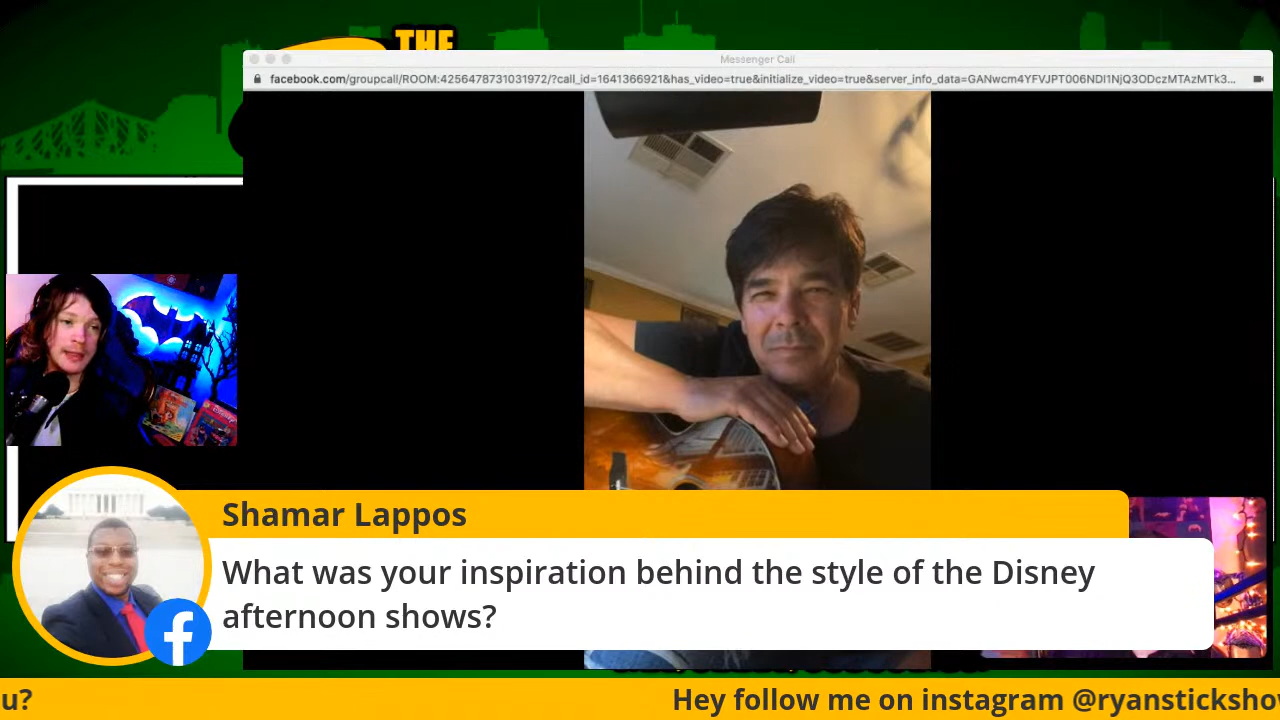 THE
Messenger Call
facebook.com/groupcall/ROOM:4256478731031972/?call_id=1641366921&has_video=true&initialize_video=true&server_info_data=GANwcm4YFVJPT006NDI1NjQ3ODczMTAzMTk3...
Shamar Lappos
What was your inspiration behind the style of the Disney
afternoon shows?
u?
Hey follow me on instagram @ryanstickshow